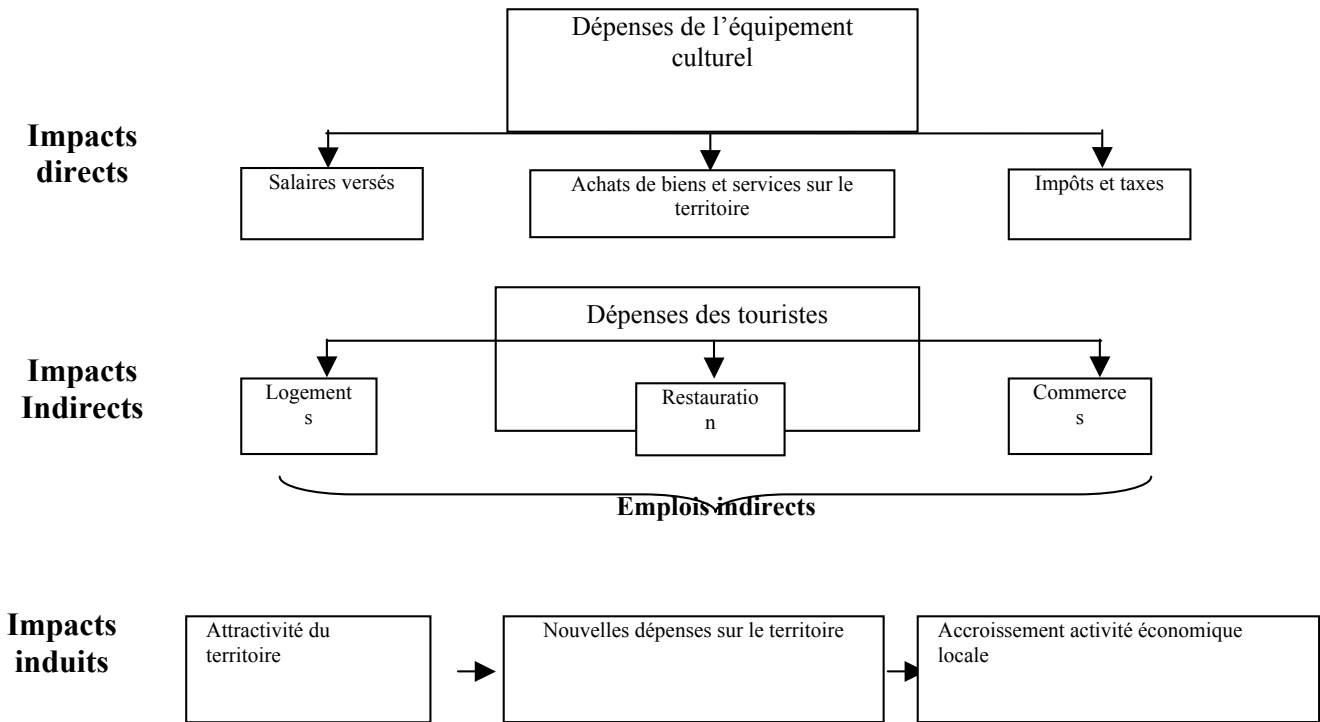 Dépenses de l’équipement
culturel
Impacts
directs
Salaires versés
Achats de biens et services sur le
territoire
Impôts et taxes
Dépenses des touristes
Impacts
Indirects
Logement
s
Restauratio
n
Commerce
s
Emplois indirects
Impacts
induits
Attractivité du
territoire
Nouvelles dépenses sur le territoire
Accroissement activité économique
locale